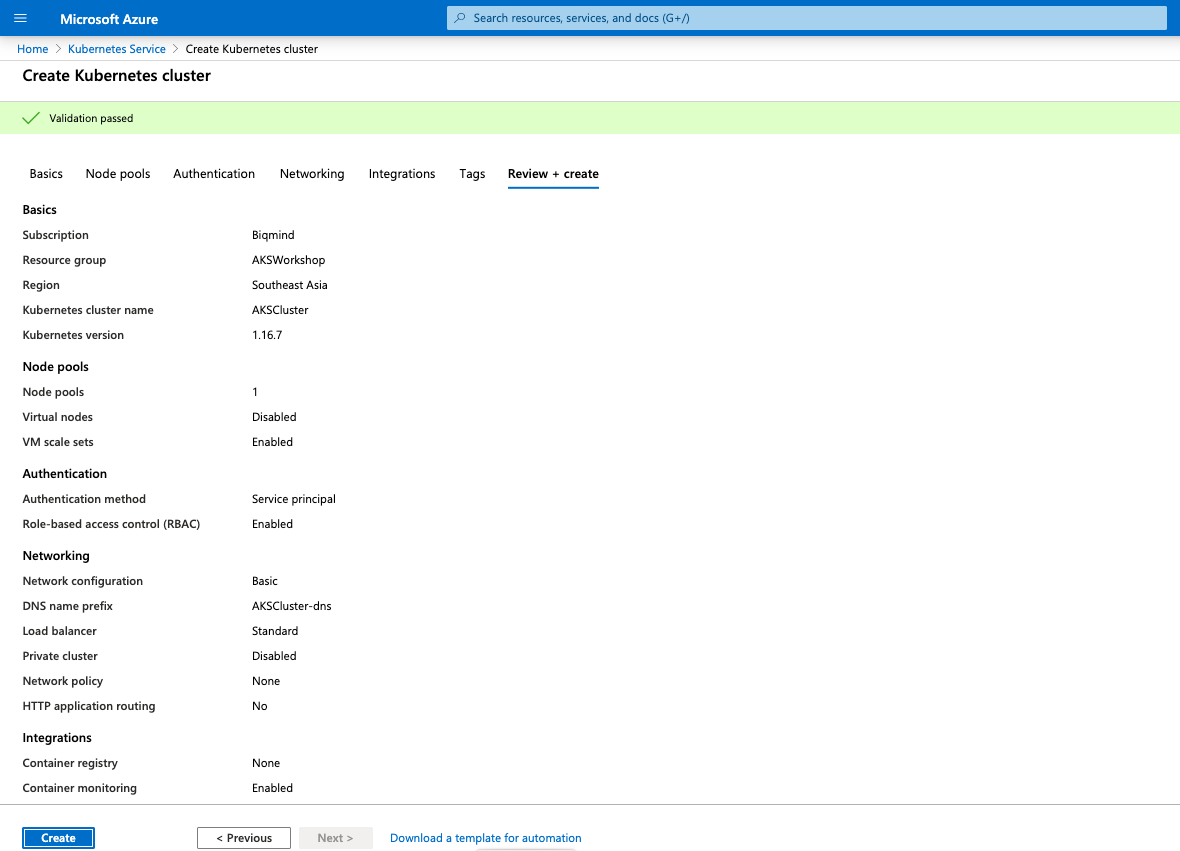 Microsoft Azure
Search resources, services, and docs (G+/)
Home > Kubernetes Service > Create Kubernetes cluster
Create Kubernetes cluster
Validation passed
Basics Node pools Authentication Networking Integrations Tags Review + create
Basics
Subscription Biqmind
Resource group AKSWorkshop
Region Southeast Asia
Kubernetes cluster name AKSCluster
Kubernetes version 1.16.7
Node pools
Node pools 1
Virtual nodes Disabled
VM scale sets Enabled
Authentication
Authentication method Service principal
Role-based access control (RBAC) Enabled
Networking
Network configuration Basic
DNS name prefix AKSCluster-dns
Load balancer Standard
Private cluster Disabled
Network policy None
HTTP application routing No
Integrations
Container registry None
Container monitoring Enabled
Create < Previous Next > Download a template for automation